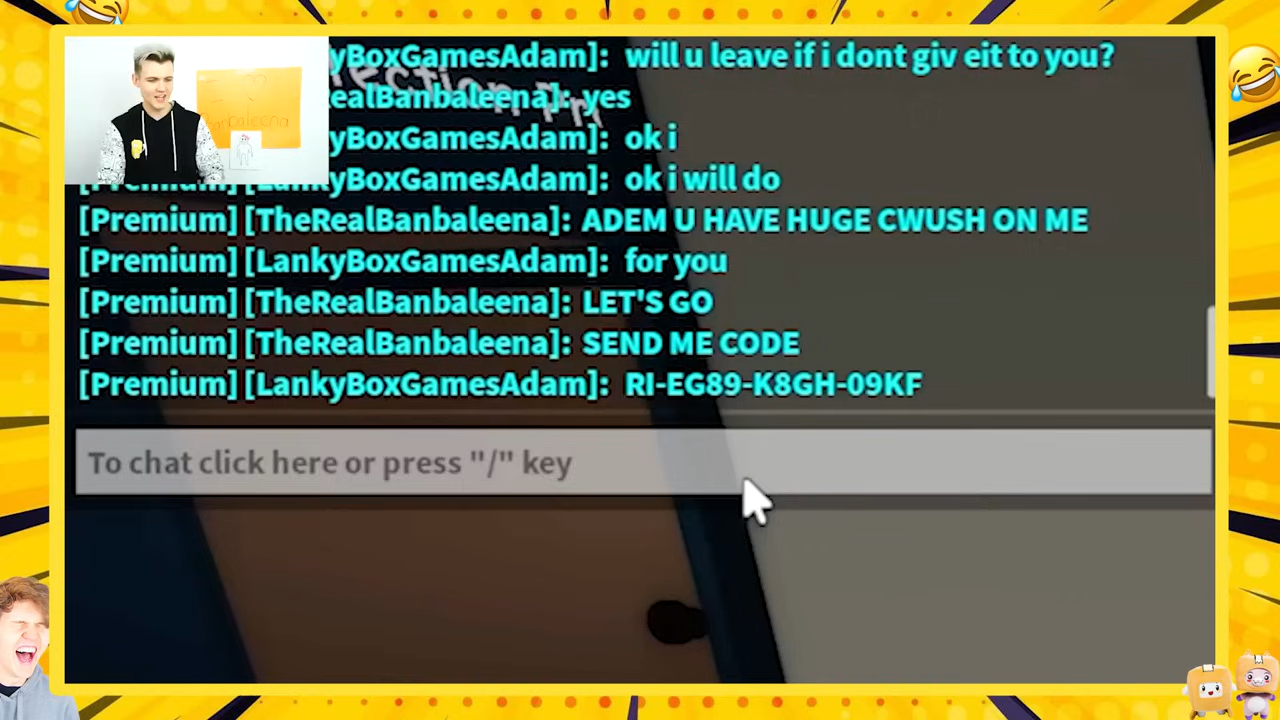 yBoxGamesAdam]: will u leave if i dont giv eit to you?
ealBanbaleena]: yes
yBoxGamesAdam]: ok i
[Premium] [LankyBoxGamesAdam]: ok i will do
[Premium] [TheRealBanbaleena]: ADEM U HAVE HUGE CWUSH ON ME
[Premium] [LankyBoxGamesAdam]: for you
[Premium] [TheRealBanbaleena]: LET'S GO
[Premium] [TheRealBanbaleena]: SEND ME CODE
[Premium] [LankyBoxGamesAdam]: RI-EG89-K8GH-09KF
To chat click here or press "/" key